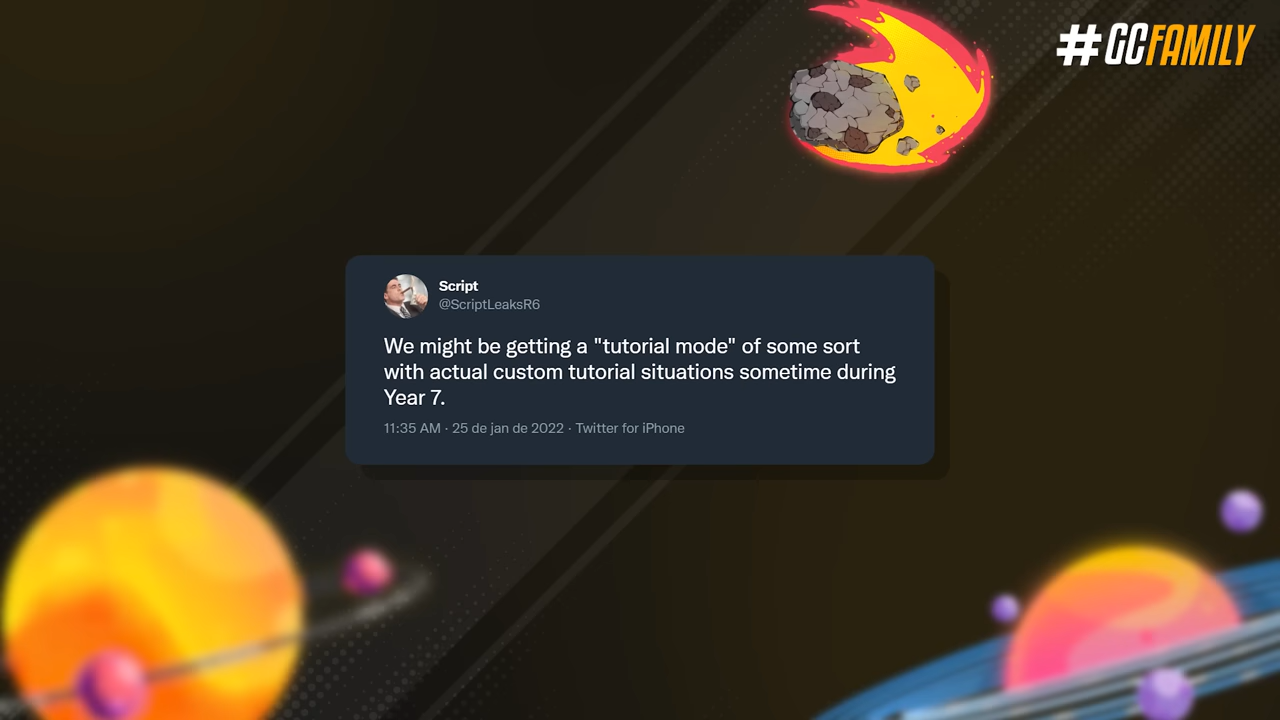 #GCFAMILY
Script
@ScriptLeaksR6
We might be getting a "tutorial mode" of some sort
with actual custom tutorial situations sometime during
Year 7.
11:35 AM · 25 de jan de 2022 · Twitter for iPhone